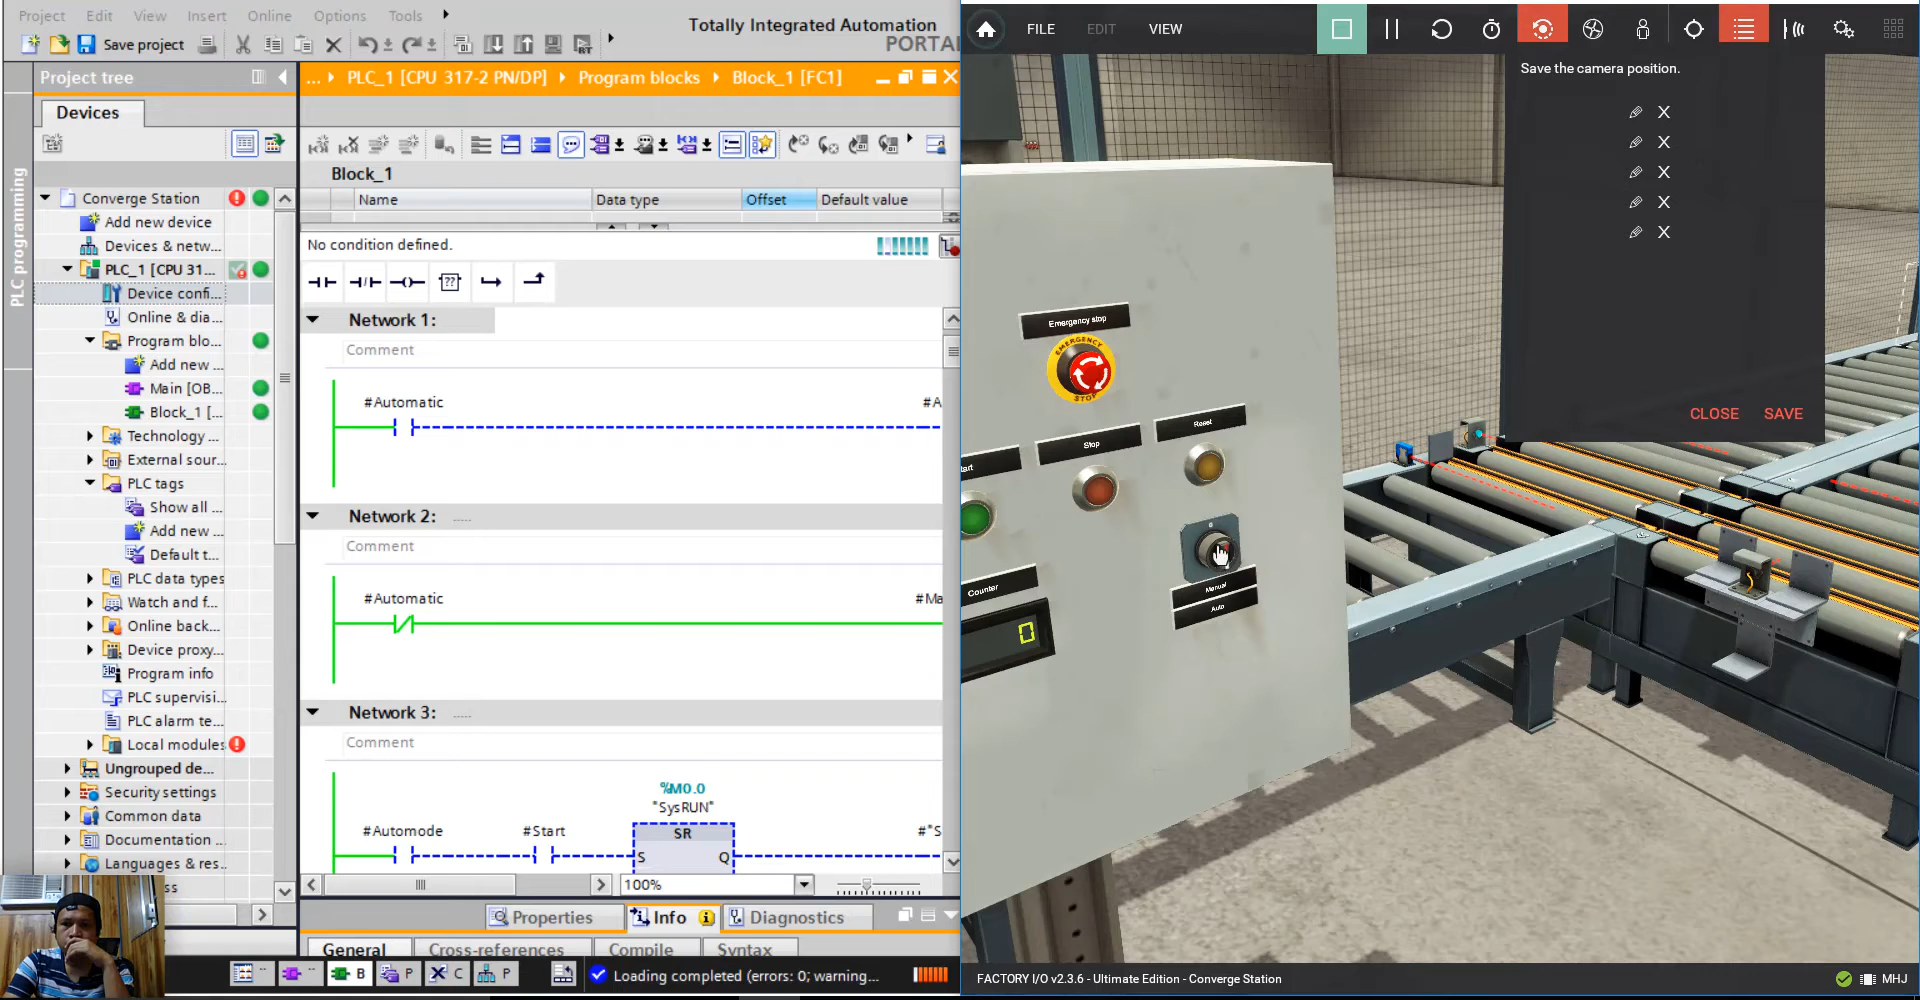 Project Edit View Insert Online Options Tools
Totally Integrated Automation
PORTAL
Save project
Project tree
... PLC_1 [CPU 317-2 PN/DP] Program blocks Block_1 [FC1]
Devices
PLC programming
Block_1
Name Data type Offset Default value
No condition defined.
Converge Station
Add new device
Devices & netw...
PLC_1 [CPU 31...
Device confi...
Online & dia...
Program blo...
Add new ...
Main [OB...
Block_1 [...
Technology ...
External sour...
PLC tags
Show all ...
Add new ...
Default t...
PLC data types
Watch and f...
Online back...
Device proxy...
Program info
PLC supervisi...
PLC alarm te...
Local modules
Ungrouped de...
Security settings
Common data
Documentation ...
Languages & res...
??
Network 1:
Comment
#Automatic #A
Network 2: .....
Comment
#Automatic #Ma
Network 3: .....
Comment
%M0.0
"SysRUN"
#Automode #Start SR #"S
S Q
100%
Properties Info Diagnostics
General Cross-references Compile Syntax
B P C P
Loading completed (errors: 0; warning...
FILE EDIT VIEW
Save the camera position.
X
X
X
X
X
CLOSE SAVE
Emergency stop
EMERGENCY
STOP
Reset
Stop
tart
Manual
Auto
Counter
0
FACTORY I/O v2.3.6 - Ultimate Edition - Converge Station
MHJ